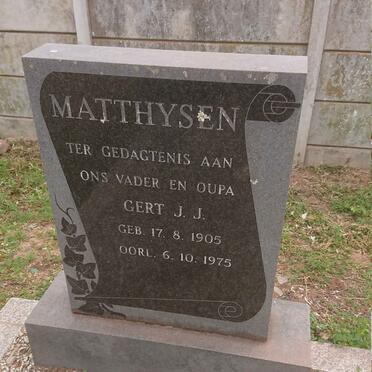 MATTHYSEN
TER GEDAGTENIS AAN
ONS VADER EN OUPA
GERT J. J.
GEB. 17. 8. 1905
OORL. 6. 10. 1975